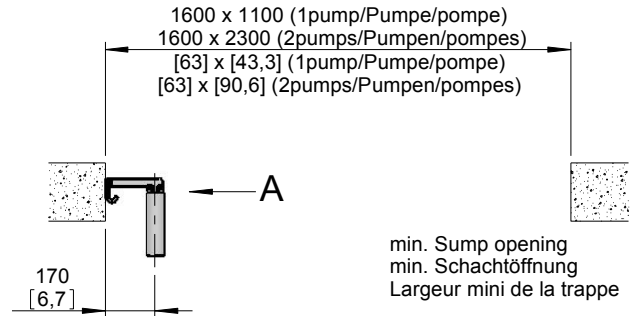 1600 x 1100 (1pump/Pumpe/pompe)
1600 x 2300 (2pumps/Pumpen/pompes)
[63] x [43,3] (1pump/Pumpe/pompe)
[63] x [90,6] (2pumps/Pumpen/pompes)
A
min. Sump opening
min. Schachtöffnung
Largeur mini de la trappe
170
[6,7]